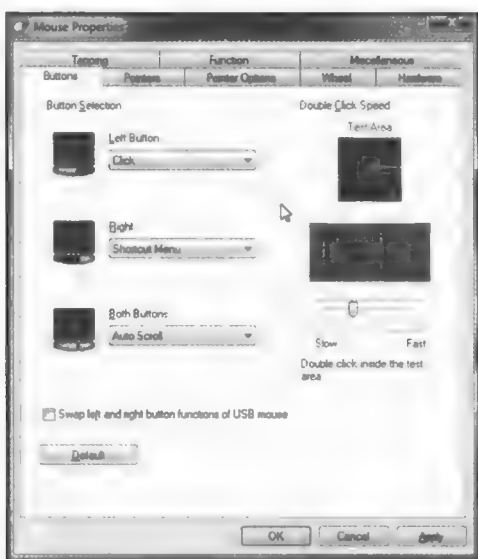 Mouse Properties
Tapping Function Miscellaneous
Buttons Pointers Pointer Options Wheel Hardware
Button Selection
Double Click Speed
Test Area
Left Button
Click
Right
Shortcut Menu
Both Buttons
Auto Scroll
Slow Fast
Double click inside the test
area
Swap left and right button functions of USB mouse
Default
OK Cancel Apply